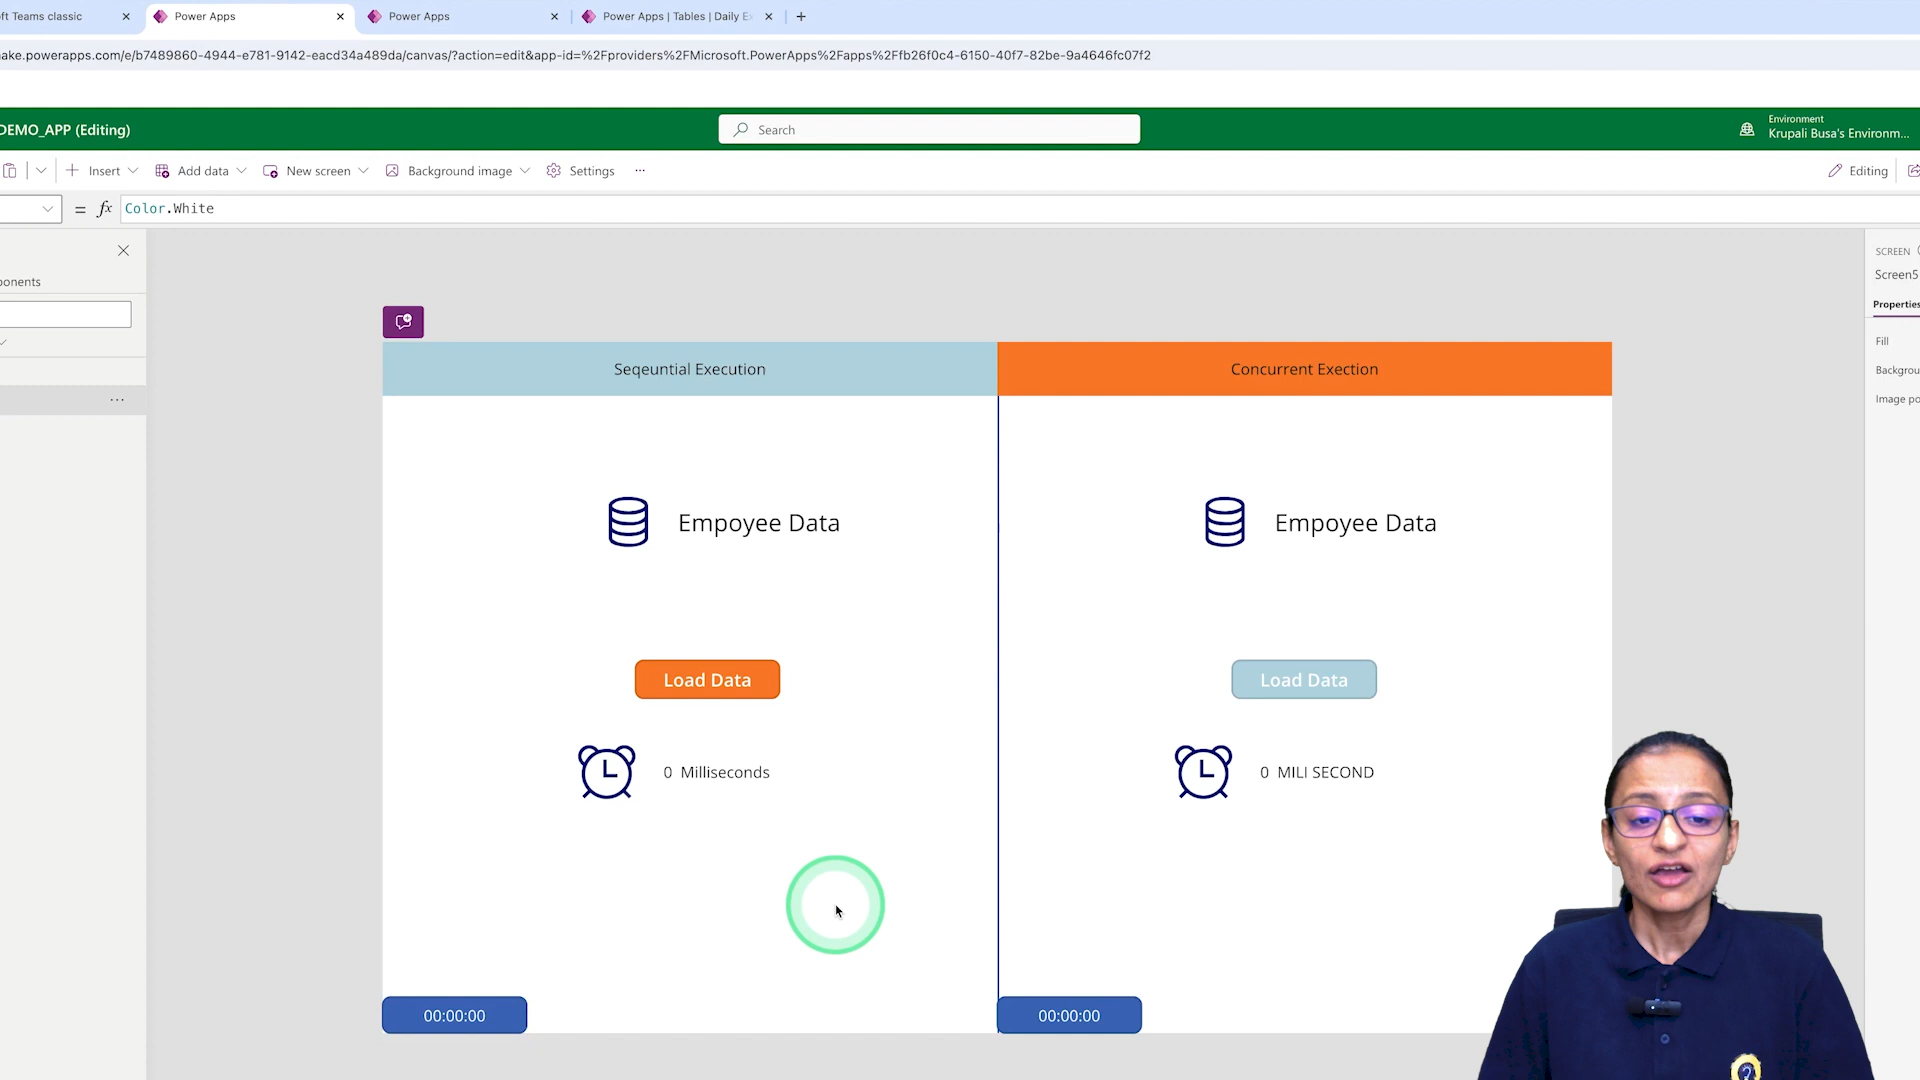 oft Teams classic
Power Apps
Power Apps
Power Apps | Tables | Daily E
ake.powerapps.com/e/b7489860-4944-e781-9142-eacd34a489da/canvas/?action=edit&app-id=%2Fproviders%2FMicrosoft.PowerApps%2Fapps%2Ffb26f0c4-6150-40f7-82be-9a4646fc07f2
DEMO_APP (Editing)
Search
Environment
Krupali Busa's Environm...
Insert
Add data
New screen
Background image
Settings
...
Editing
= fx Color.White
ponents
...
SCREEN
Screen5
Properties
Fill
Backgrou
Image po
Seqeuntial Execution
Concurrent Exection
Empoyee Data
Empoyee Data
Load Data
Load Data
0 Milliseconds
0 MILI SECOND
00:00:00
00:00:00